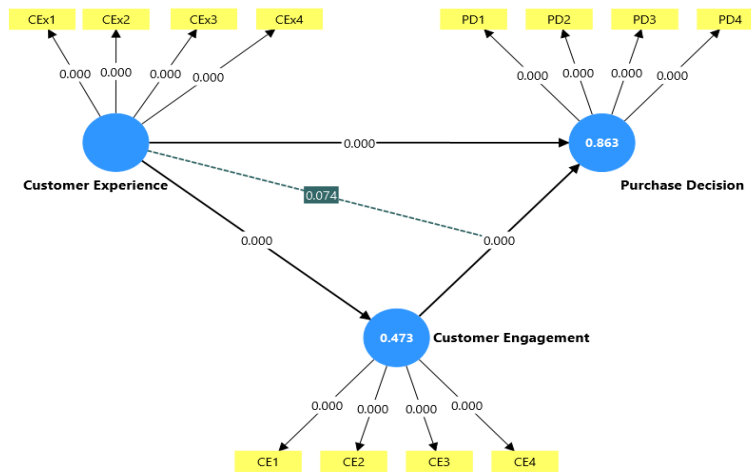 CEx1 CEx2 CEx3 CEx4
PD1 PD2 PD3 PD4
0.000 0.000 0.000 0.000
0.000 0.000 0.000 0.000
0.000
0.863
Customer Experience
Purchase Decision
0.074
0.000
0.000
0.473
Customer Engagement
0.000 0.000 0.000 0.000
CE1 CE2 CE3 CE4